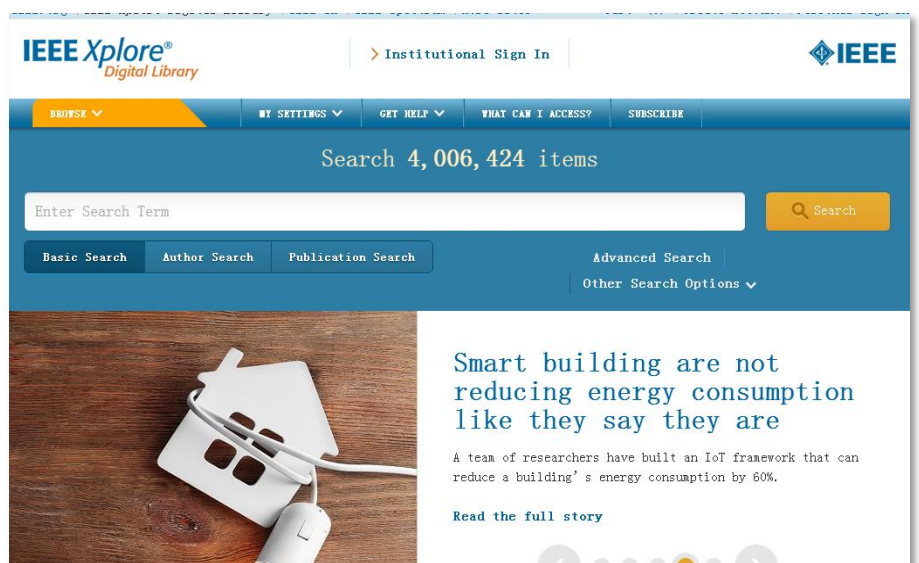 IEEE Xplore®
Digital Library
Institutional Sign In
IEEE
BROWSE
MY SETTINGS
GET HELP
WHAT CAN I ACCESS?
SUBSCRIBE
Search 4,006,424 items
Enter Search Term
Search
Basic Search
Author Search
Publication Search
Advanced Search
Other Search Options
Smart building are not
reducing energy consumption
like they say they are
A team of researchers have built an IoT framework that can
reduce a building's energy consumption by 60%.
Read the full story